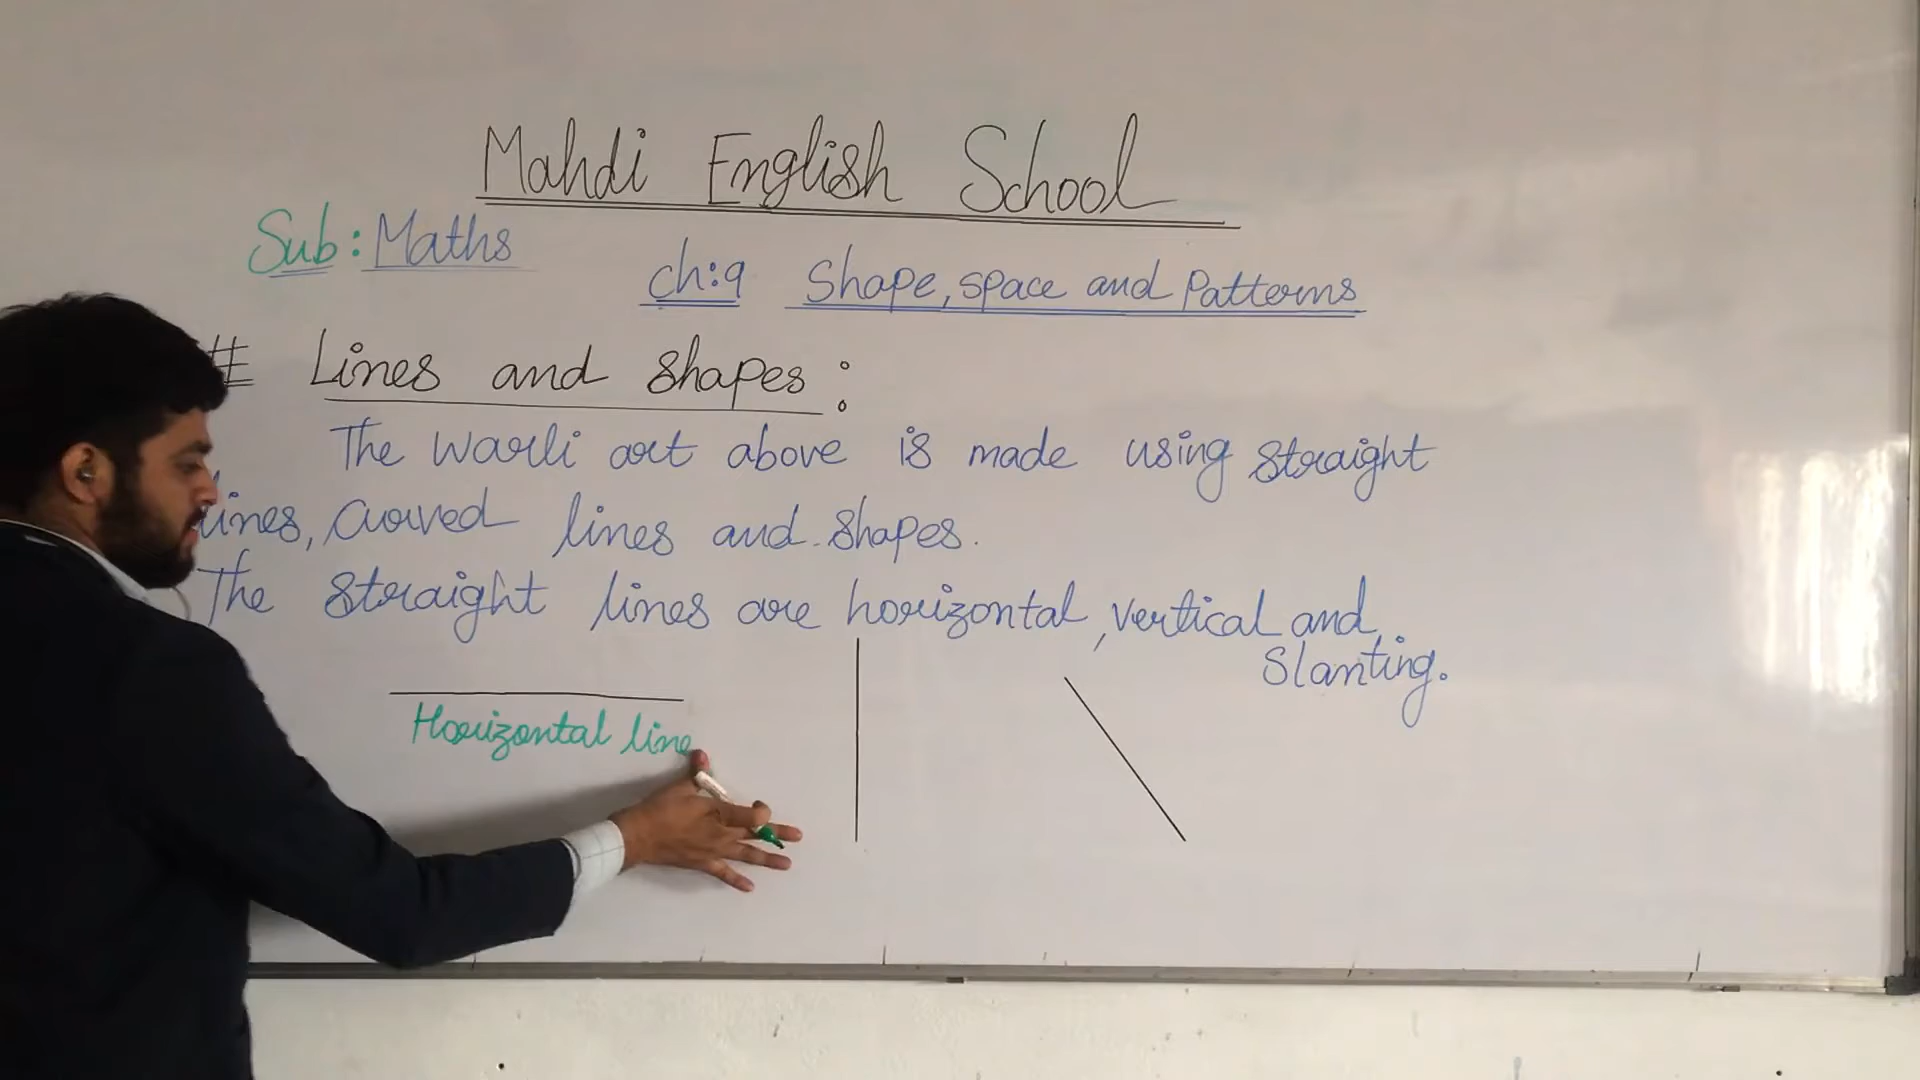 Mahdi English School
Sub: Maths
ch:9 Shape, space and Patterns
# Lines and shapes:
The Warli art above is made using straight
lines, curved lines and shapes.
The straight lines are horizontal, vertical and
Slanting.
Horizontal line